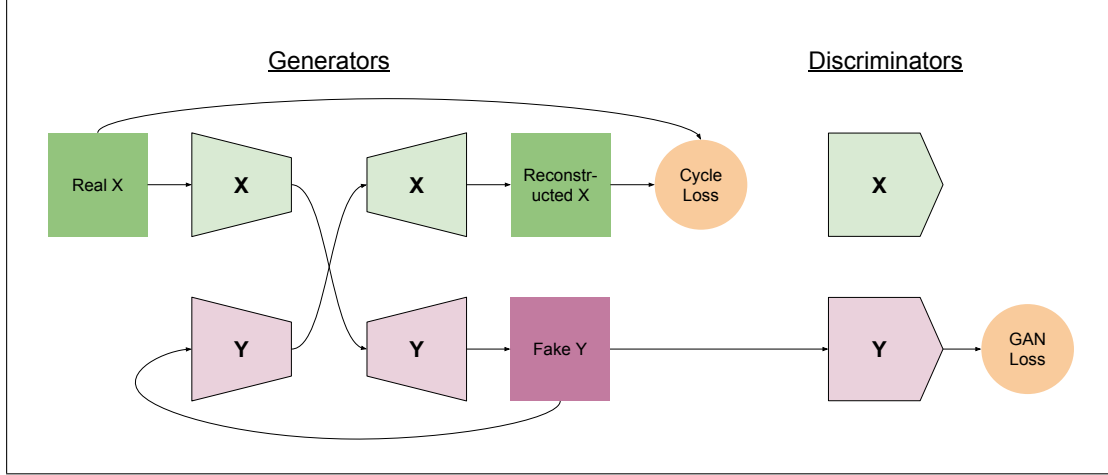 Generators
Discriminators
Real X
X
X
Reconstr-
ucted X
Cycle
Loss
X
Y
Y
Fake Y
Y
GAN
Loss